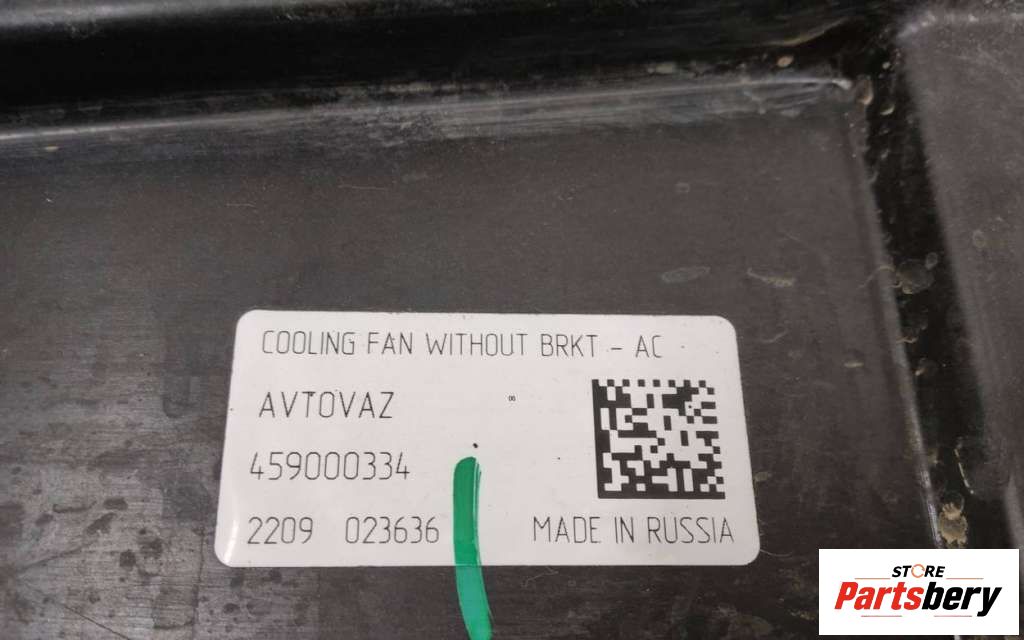 COOLING FAN WITHOUT BRKT - AC
AVTOVAZ
459000334
2209 023636 MADE IN RUSSIA
STORE
Partsbery